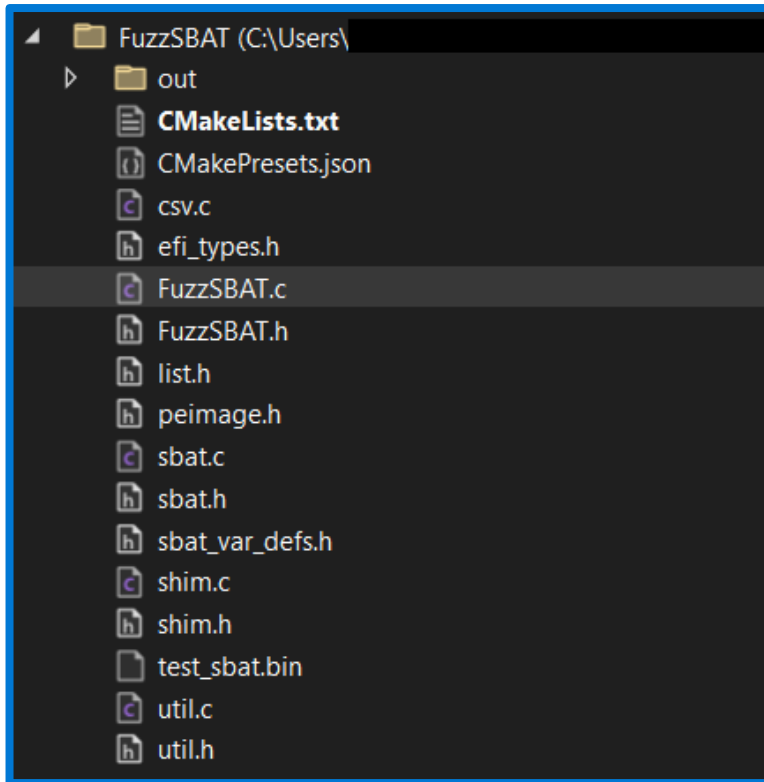 FuzzSBAT (C:\Users\
out
CMakeLists.txt
CMakePresets.json
csv.c
efi_types.h
FuzzSBAT.c
FuzzSBAT.h
list.h
peimage.h
sbat.c
sbat.h
sbat_var_defs.h
shim.c
shim.h
test_sbat.bin
util.c
util.h